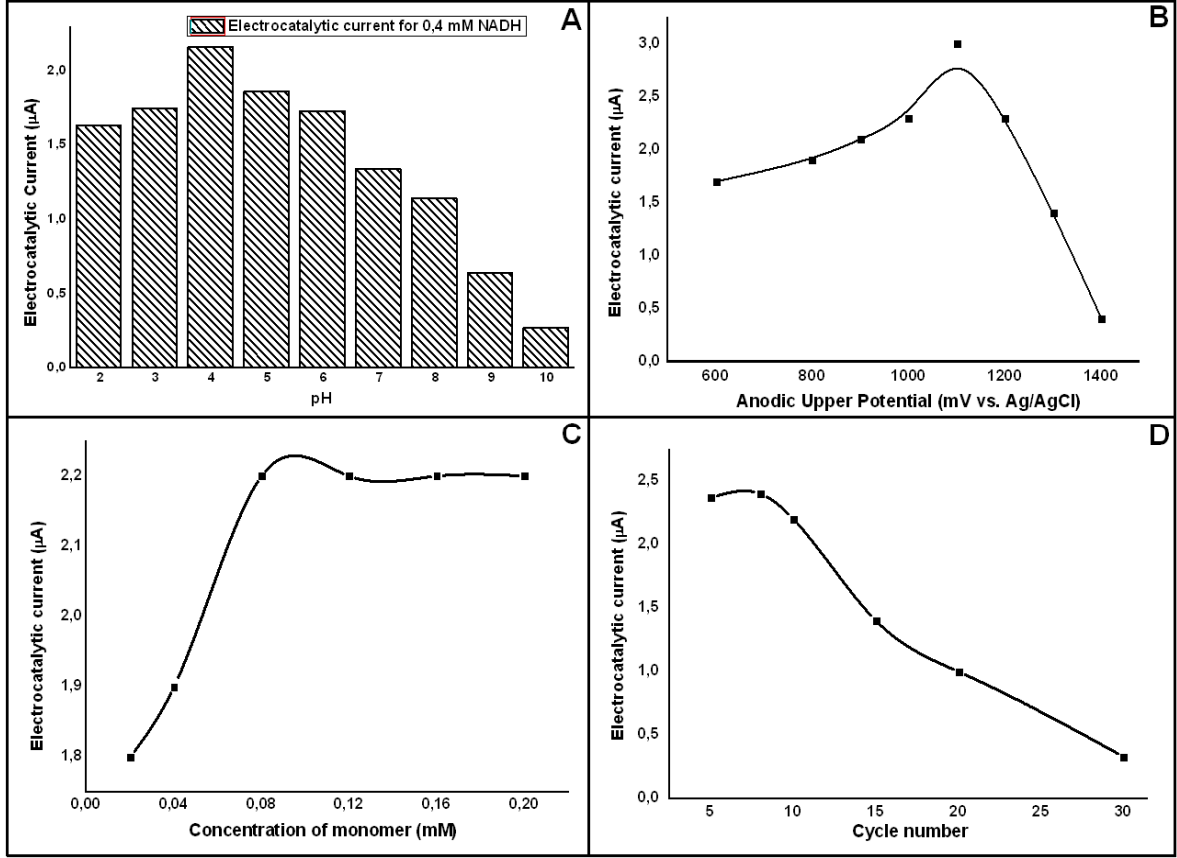 Electrocatalytic current for 0,4 mM NADH
A
Electrocatalytic Current (µA)
2,0
1,5
1,0
0,5
0,0
2 3 4 5 6 7 8 9 10
pH
B
Electrocatalytic current (µA)
3,0
2,5
2,0
1,5
1,0
0,5
0,0
600 800 1000 1200 1400
Anodic Upper Potential (mV vs. Ag/AgCl)
C
Electrocatalytic current (µA)
2,2
2,1
2,0
1,9
1,8
0,00 0,04 0,08 0,12 0,16 0,20
Concentration of monomer (mM)
D
Electrocatalytic current (µA)
2,5
2,0
1,5
1,0
0,5
0,0
5 10 15 20 25 30
Cycle number